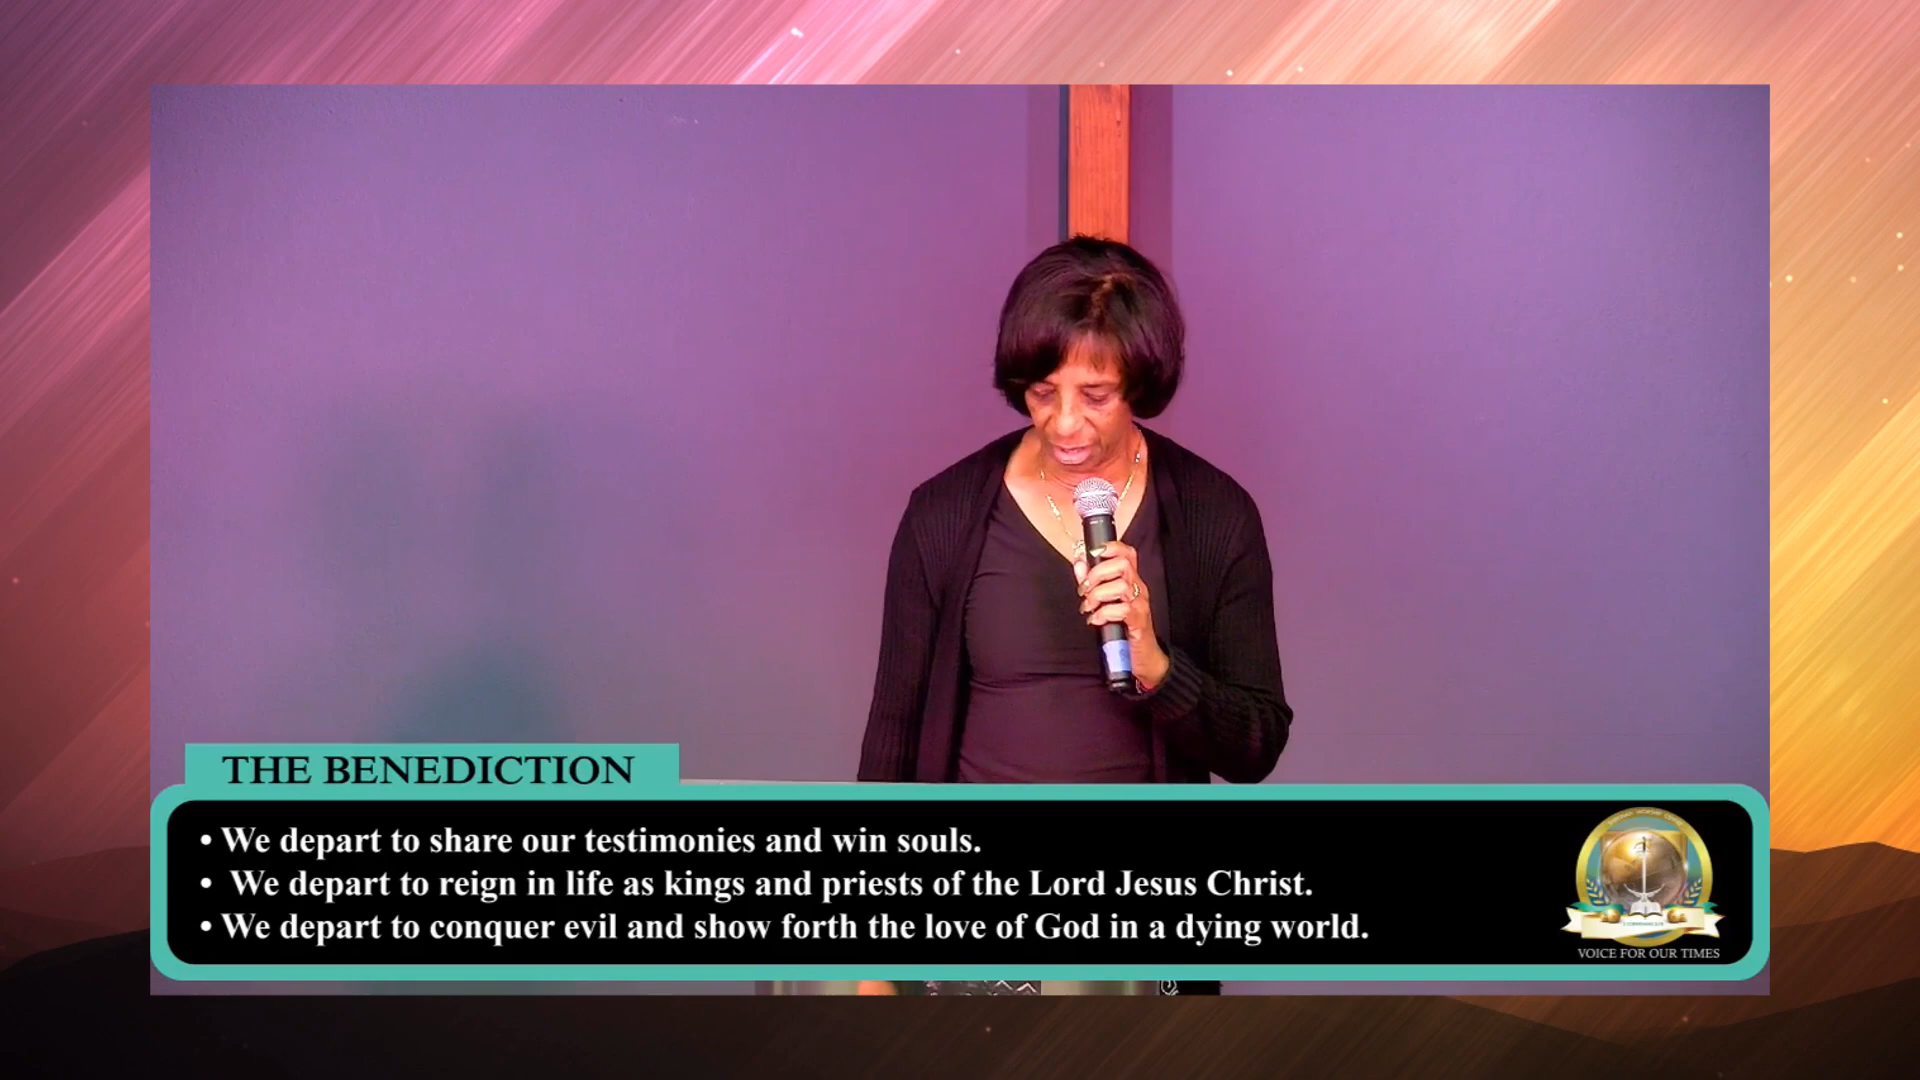 THE BENEDICTION
• We depart to share our testimonies and win souls.
• We depart to reign in life as kings and priests of the Lord Jesus Christ.
• We depart to conquer evil and show forth the love of God in a dying world.
VOICE FOR OUR TIMES